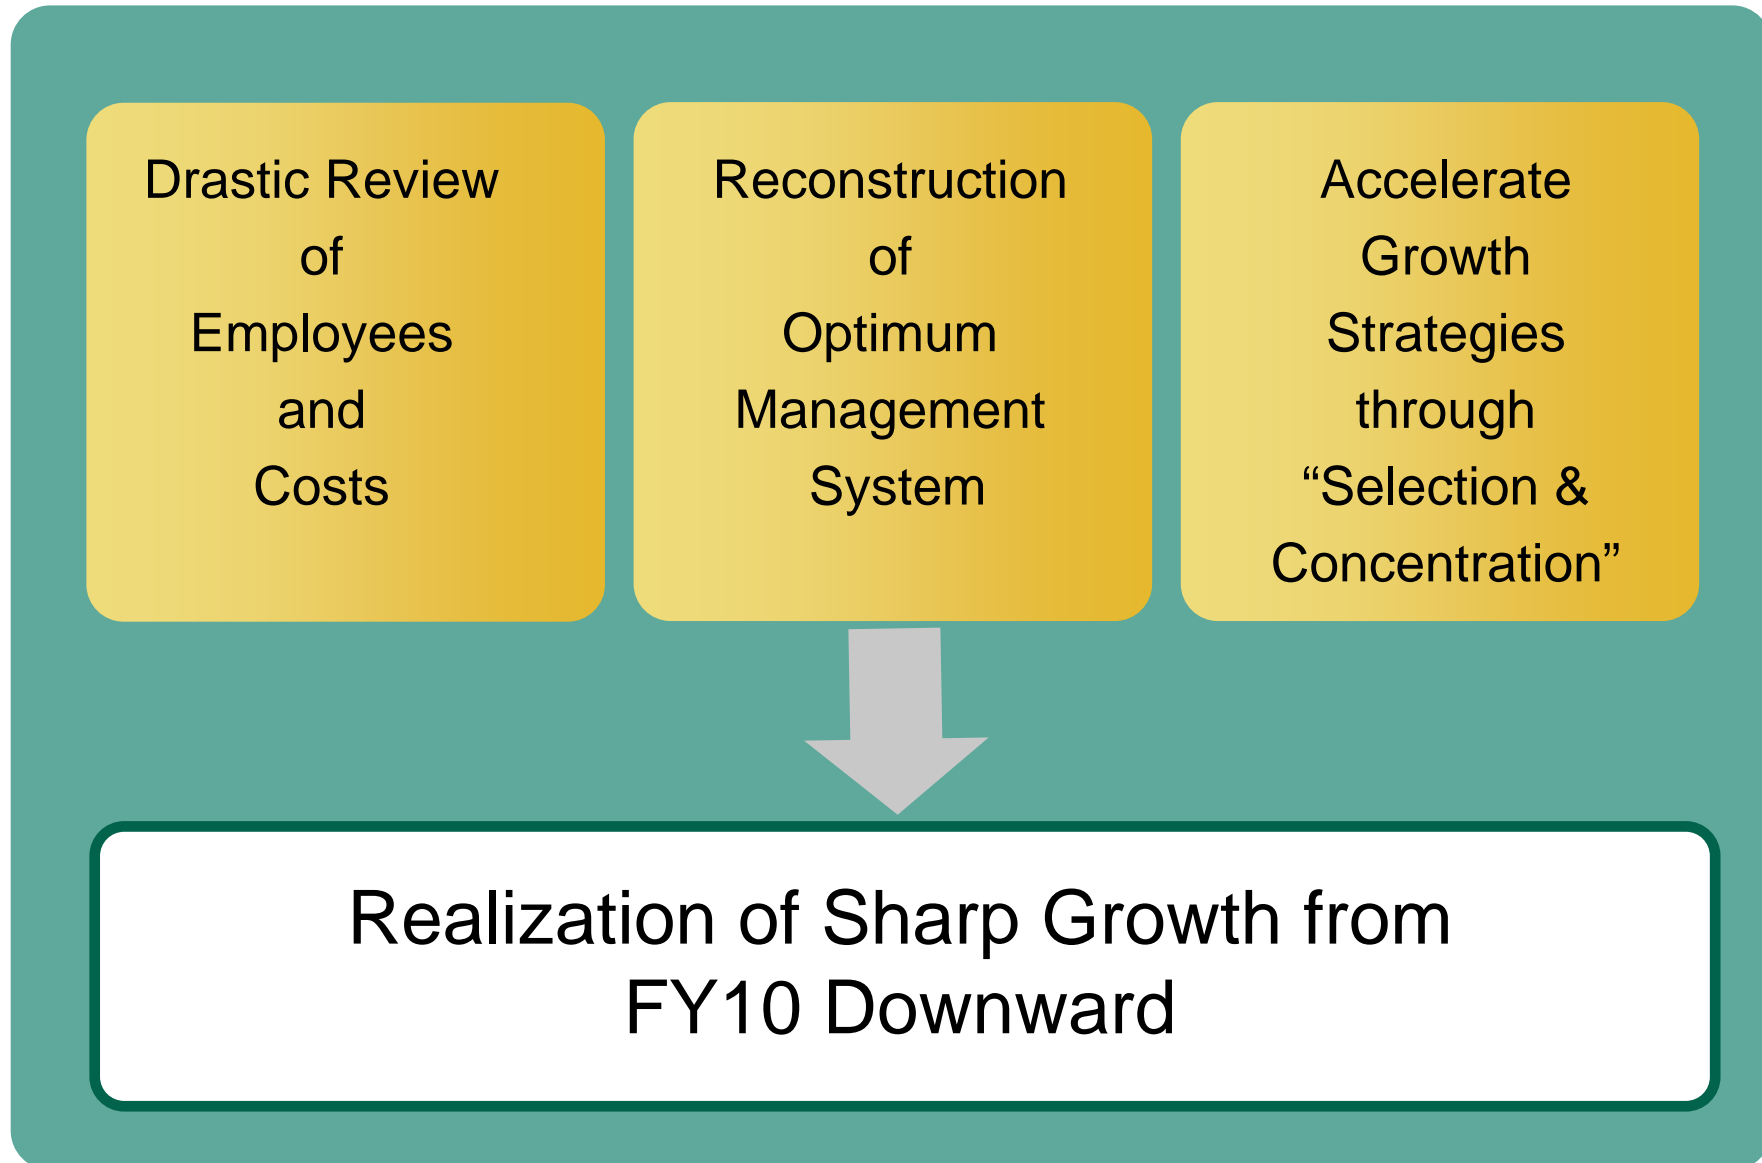 Drastic Review
of
Employees
and
Costs
Reconstruction
of
Optimum
Management
System
Accelerate
Growth
Strategies
through
“Selection &
Concentration”
Realization of Sharp Growth from
FY10 Downward